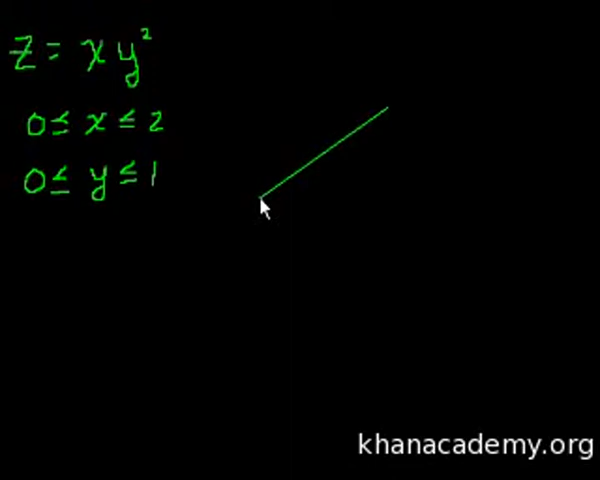 z = xy²
0 ≤ x ≤ 2
0 ≤ y ≤ 1
khanacademy.org